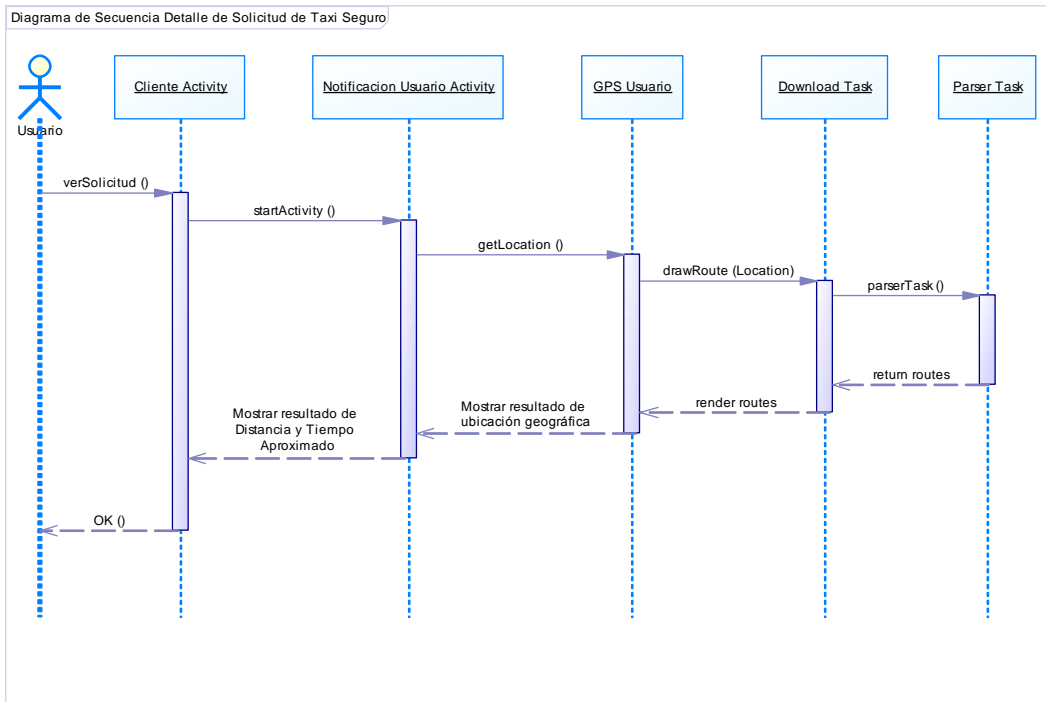 Diagrama de Secuencia Detalle de Solicitud de Taxi Seguro
Usuario
Cliente Activity
Notificacion Usuario Activity
GPS Usuario
Download Task
Parser Task
verSolicitud ()
startActivity ()
getLocation ()
drawRoute (Location)
parserTask ()
return routes
render routes
Mostrar resultado de
ubicación geográfica
Mostrar resultado de
Distancia y Tiempo
Aproximado
OK ()